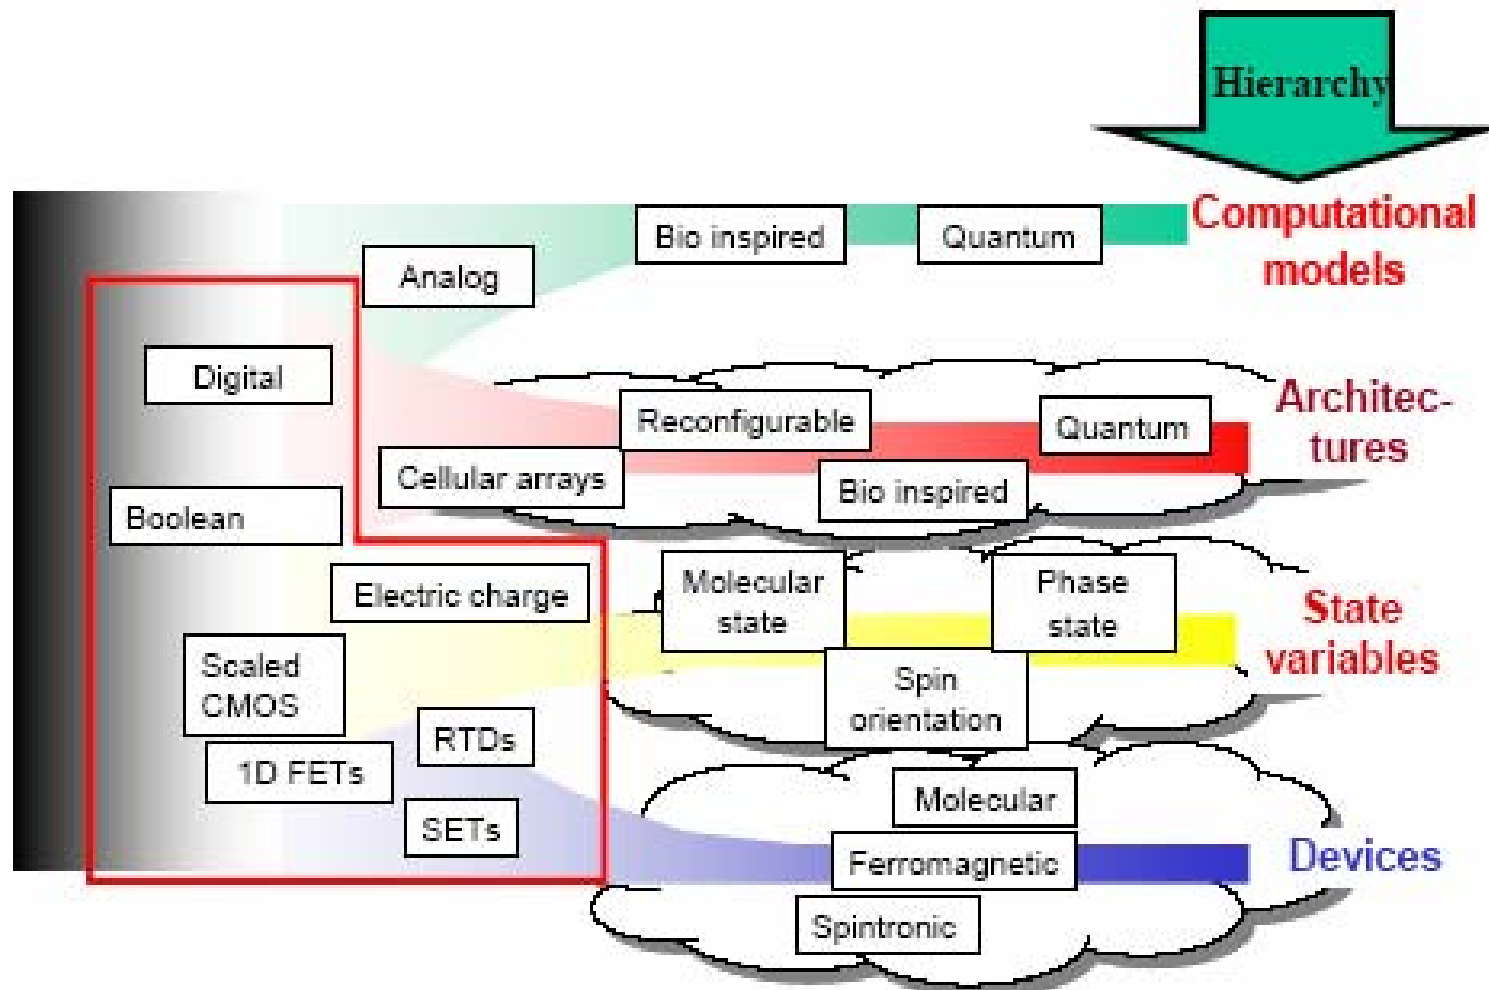 Hierarchy
Computational
models
Bio inspired
Quantum
Analog
Digital
Architec-
tures
Reconfigurable
Quantum
Cellular arrays
Bio inspired
Boolean
Molecular
state
Phase
state
Electric charge
State
variables
Scaled
CMOS
Spin
orientation
RTDs
1D FETs
Molecular
SETs
Ferromagnetic
Devices
Spintronic